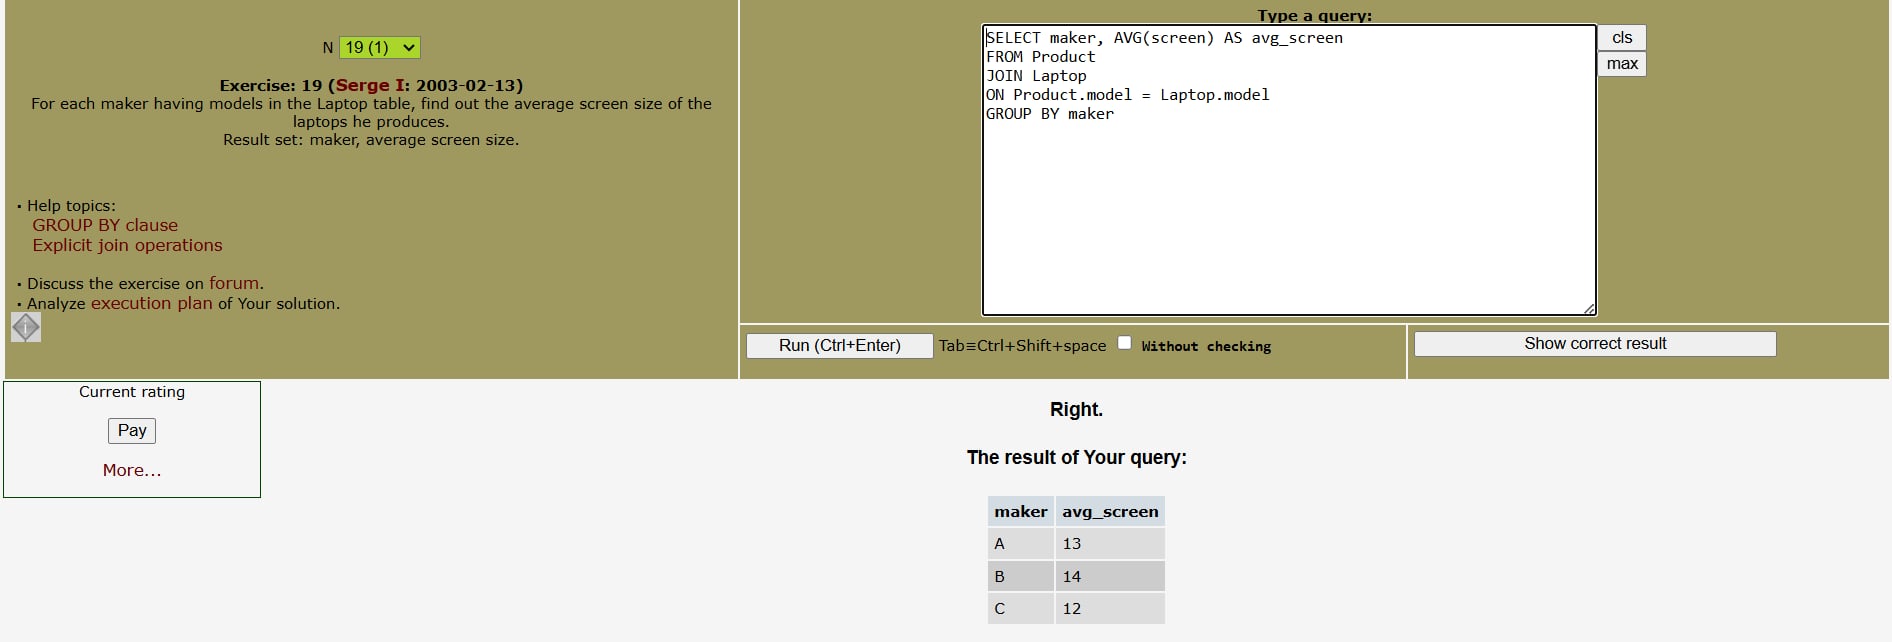 N 19 (1)
Exercise: 19 (Serge I: 2003-02-13)
For each maker having models in the Laptop table, find out the average screen size of the
laptops he produces.
Result set: maker, average screen size.
▪ Help topics:
GROUP BY clause
Explicit join operations
▪ Discuss the exercise on forum.
▪ Analyze execution plan of Your solution.
Type a query:
SELECT maker, AVG(screen) AS avg_screen
FROM Product
JOIN Laptop
ON Product.model = Laptop.model
GROUP BY maker
cls
max
Run (Ctrl+Enter) Tab≡Ctrl+Shift+space Without checking
Show correct result
Current rating
Pay
More...
Right.
The result of Your query:
maker avg_screen
A 13
B 14
C 12